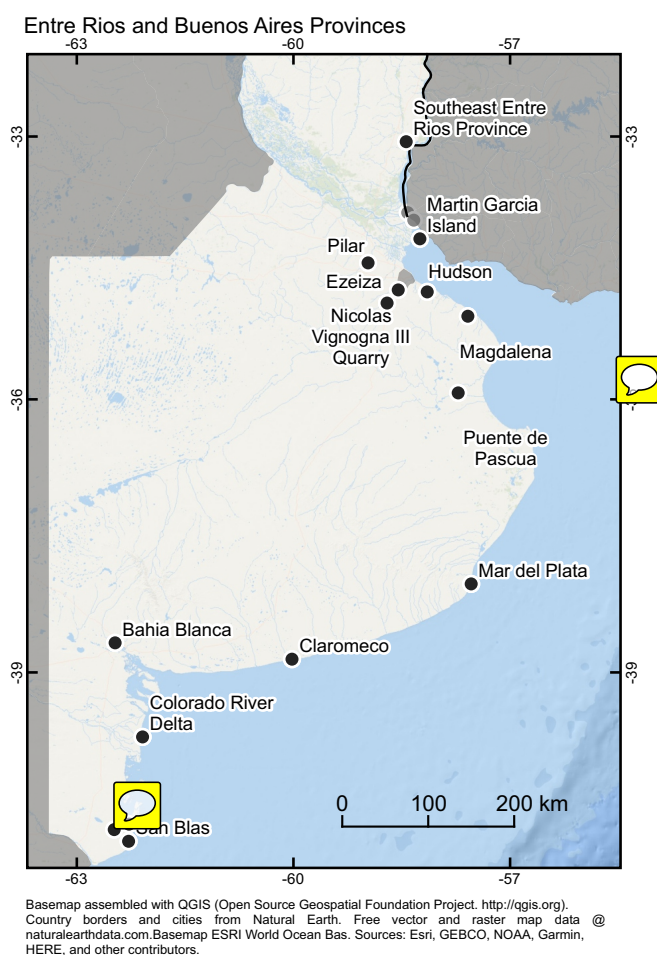 Entre Rios and Buenos Aires Provinces
-63 -60 -57
-33 -33
Southeast Entre
Rios Province
Martin Garcia
Island
Pilar
Hudson
Ezeiza
Nicolas
Vignogna III
Quarry
Magdalena
-36
Puente de
Pascua
Mar del Plata
Bahia Blanca
Claromeco
-39 -39
Colorado River
Delta
0 100 200 km
San Blas
-63 -60 -57
Basemap assembled with QGIS (Open Source Geospatial Foundation Project. http://qgis.org).
Country borders and cities from Natural Earth. Free vector and raster map data @
naturalearthdata.com.Basemap ESRI World Ocean Bas. Sources: Esri, GEBCO, NOAA, Garmin,
HERE, and other contributors.